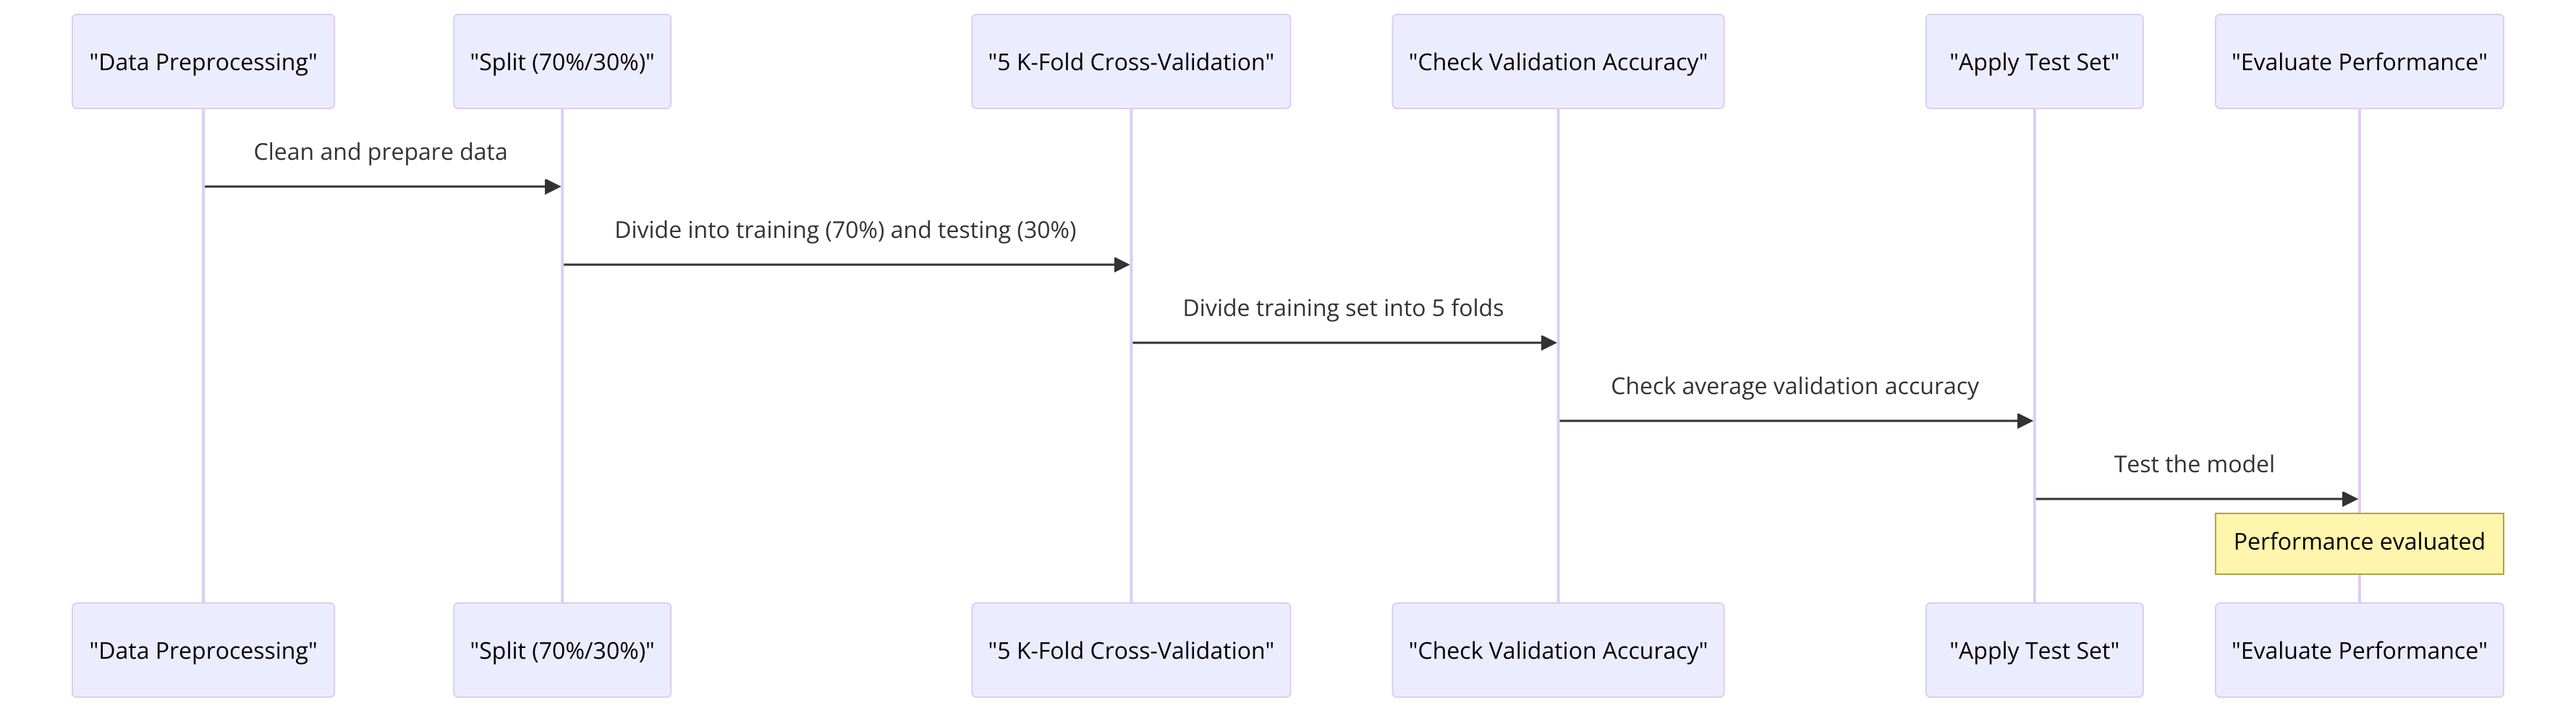 "Data Preprocessing"
"Split (70%/30%)"
"5 K-Fold Cross-Validation"
"Check Validation Accuracy"
"Apply Test Set"
"Evaluate Performance"
Clean and prepare data
Divide into training (70%) and testing (30%)
Divide training set into 5 folds
Check average validation accuracy
Test the model
Performance evaluated
"Data Preprocessing"
"Split (70%/30%)"
"5 K-Fold Cross-Validation"
"Check Validation Accuracy"
"Apply Test Set"
"Evaluate Performance"